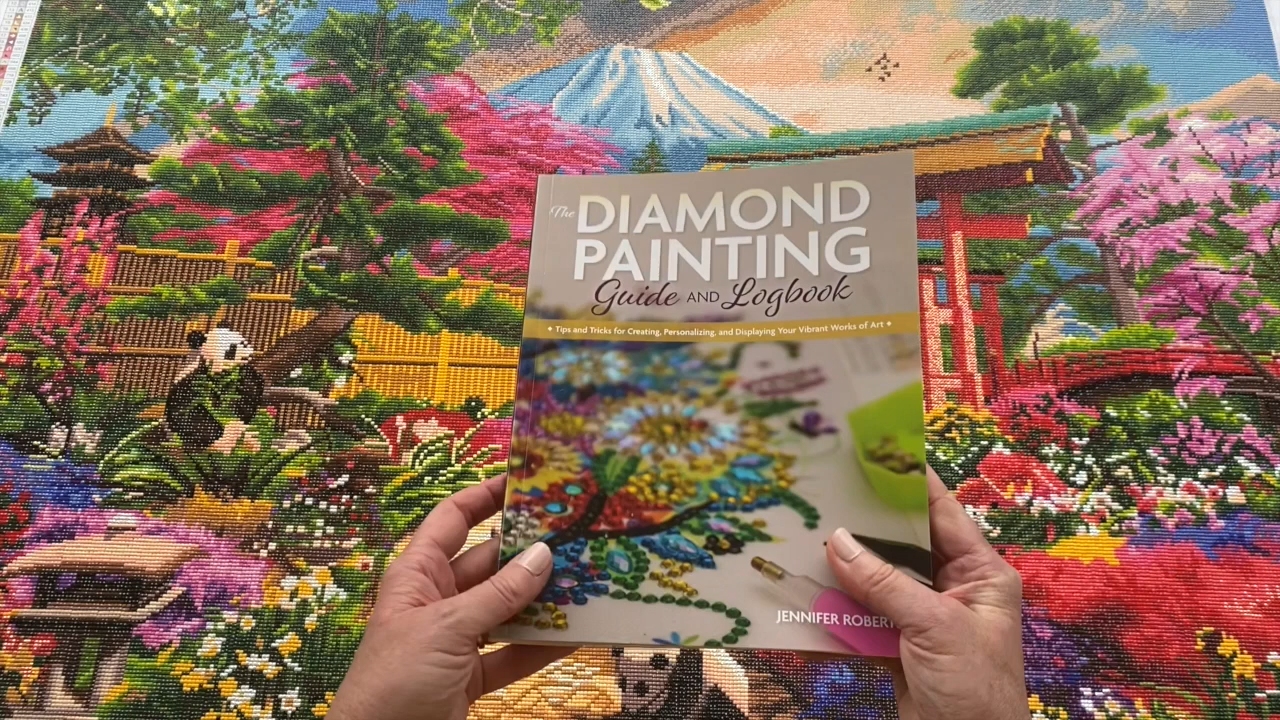 The
DIAMOND
PAINTING
Guide AND Logbook
✦ Tips and Tricks for Creating, Personalizing, and Displaying Your Vibrant Works of Art ✦
JENNIFER